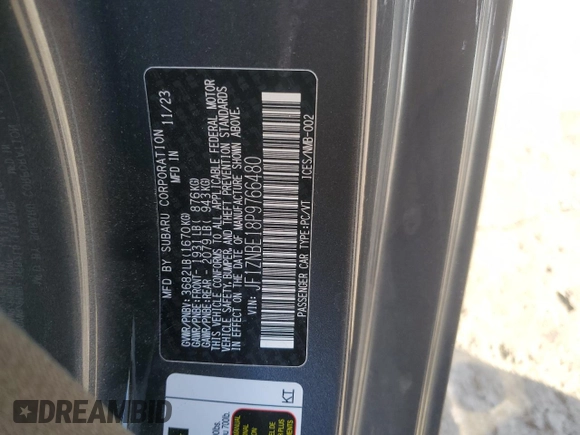 MFD BY SUBARU CORPORATION 11/23
MFD IN
GVWR/PNBV: 3682LB(1670KG)
GAWR/PNBE:FRONT-1931LB( 876KG)
GAWR/PNBE:REAR -2079LB( 943KG)
THIS VEHICLE CONFORMS TO ALL APPLICABLE FEDERAL MOTOR
VEHICLE SAFETY, BUMPER, AND THEFT PREVENTION STANDARDS
IN EFFECT ON THE DATE OF MANUFACTURE SHOWN ABOVE.
VIN: JF1ZNBE18P9766480
PASSENGER CAR TYPE:PC/VT ICES/NMB-002
KT
DREAMBID